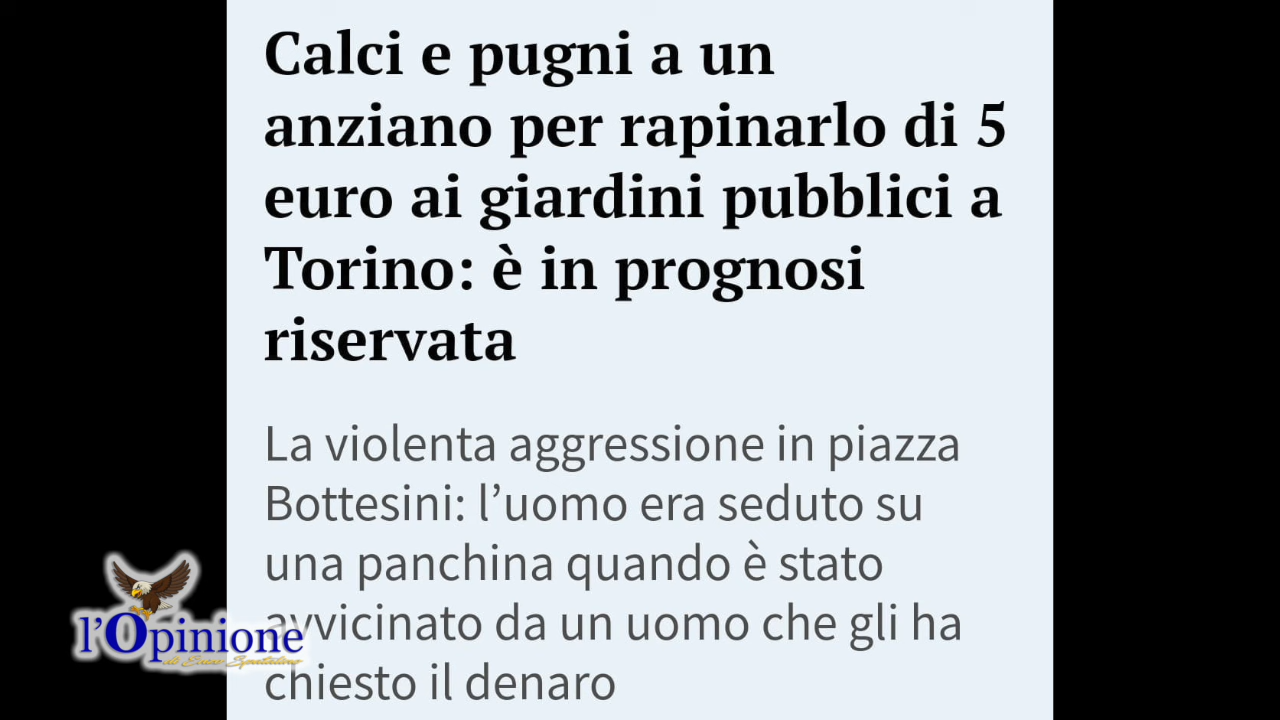 Calci e pugni a un
anziano per rapinarlo di 5
euro ai giardini pubblici a
Torino: è in prognosi
riservata
La violenta aggressione in piazza
Bottesini: l’uomo era seduto su
una panchina quando è stato
avvicinato da un uomo che gli ha
chiesto il denaro
l’Opinione
di